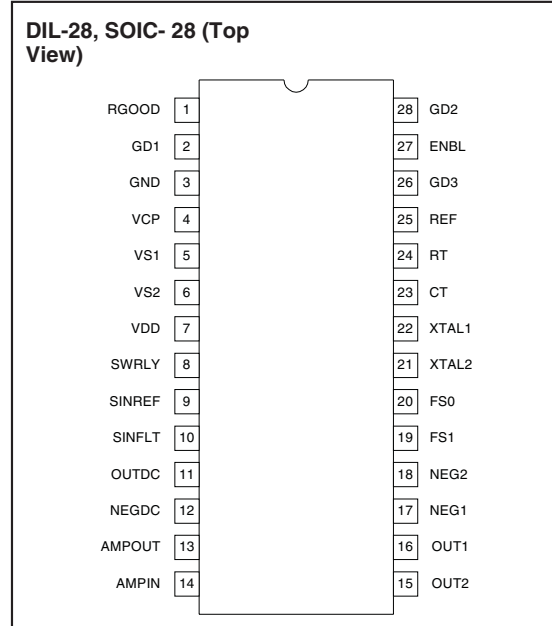 DIL-28, SOIC- 28 (Top
View)
RGOOD 1 28 GD2
GD1 2 27 ENBL
GND 3 26 GD3
VCP 4 25 REF
VS1 5 24 RT
VS2 6 23 CT
VDD 7 22 XTAL1
SWRLY 8 21 XTAL2
SINREF 9 20 FS0
SINFLT 10 19 FS1
OUTDC 11 18 NEG2
NEGDC 12 17 NEG1
AMPOUT 13 16 OUT1
AMPIN 14 15 OUT2